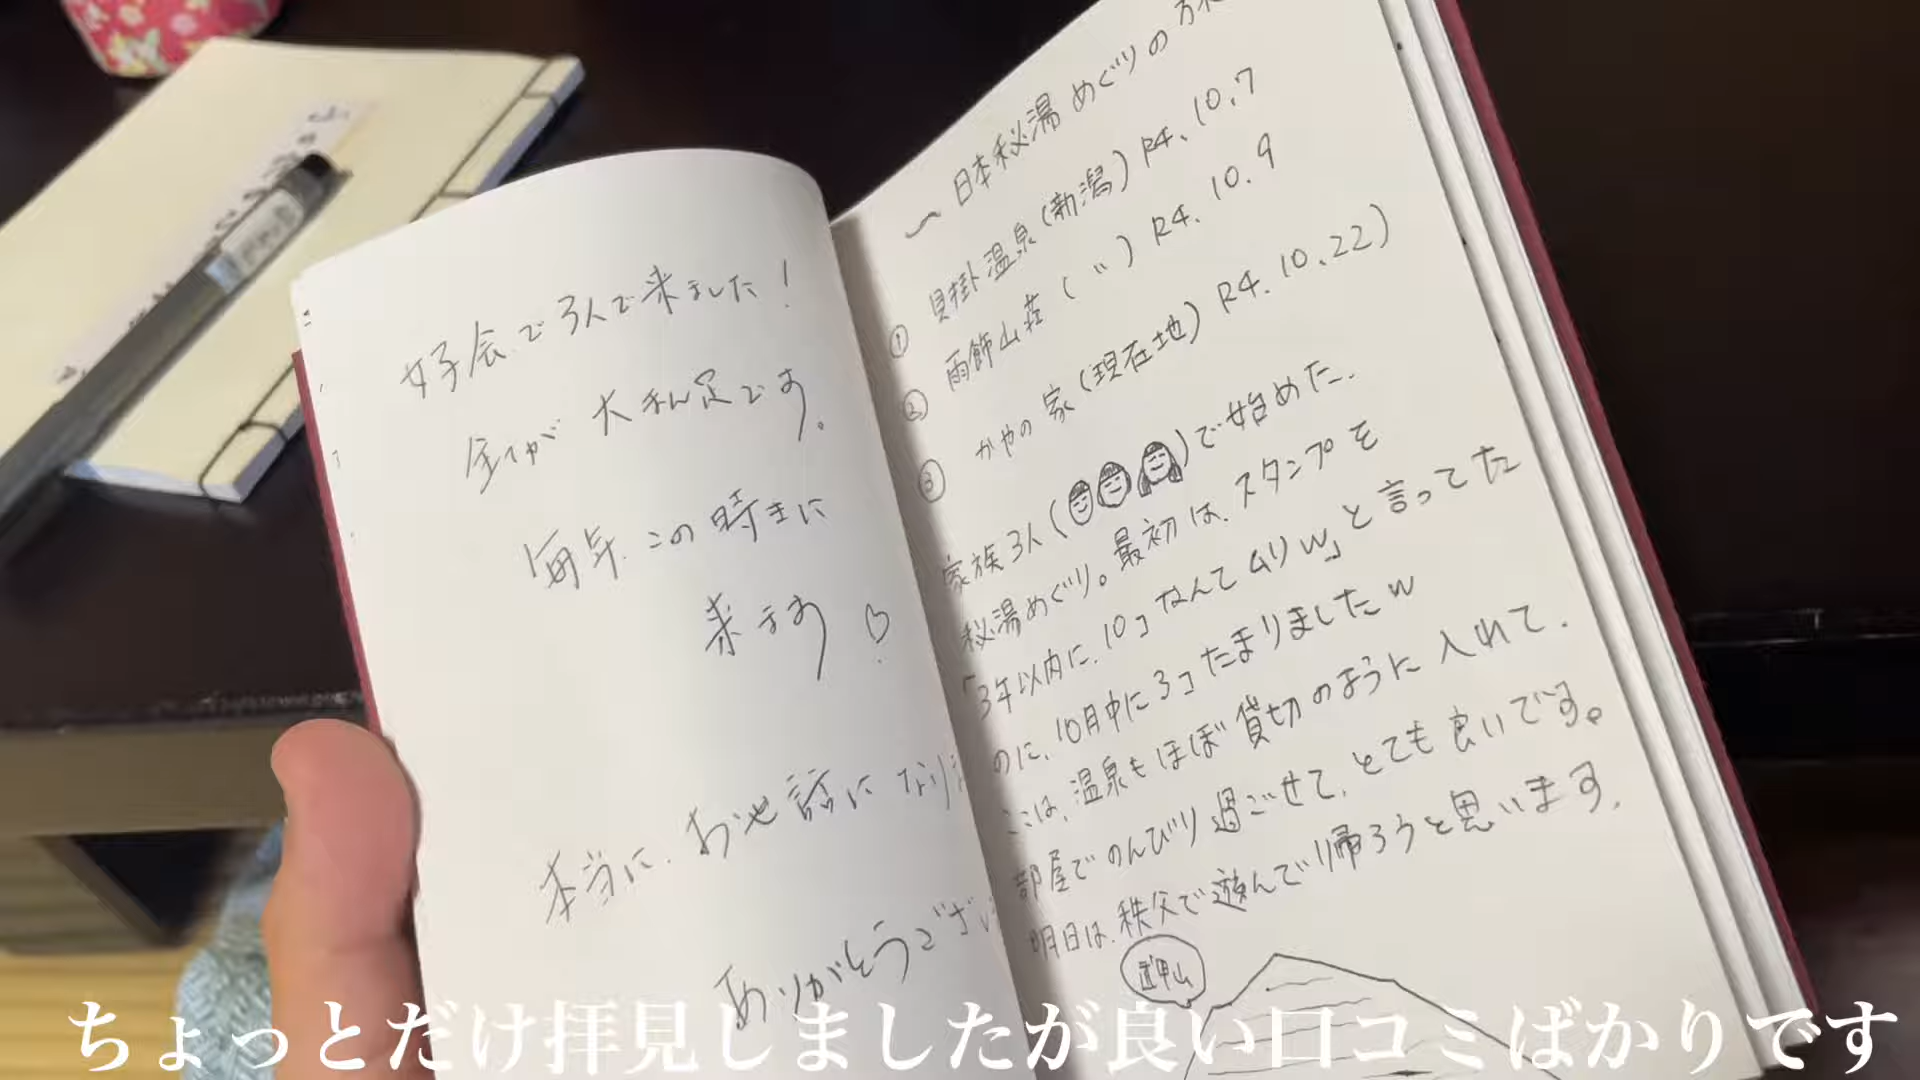 女子会で3人で来ました!
全てが大満足です。
毎年、この時季に
来ます♡
本当に、お世話になり
ありがとうござい
〜日本秘湯めぐりの
① 貝掛温泉(新潟) R4.10.7
② 雨飾山荘( 〃 ) R4.10.9
③ かやの家(現在地) R4.10.22)
家族3人( )で始めた、
秘湯めぐり。最初は、スタンプを
「3年以内に、10コなんてムリw」と言ってた
のに、10月中に3コたまりましたw
ここは、温泉もほぼ貸切のように入れて、
部屋でのんびり過ごせて、とても良いです。
明日は、秩父で遊んで帰ろうと思います。
武甲山
ちょっとだけ拝見しましたが良い口コミばかりです